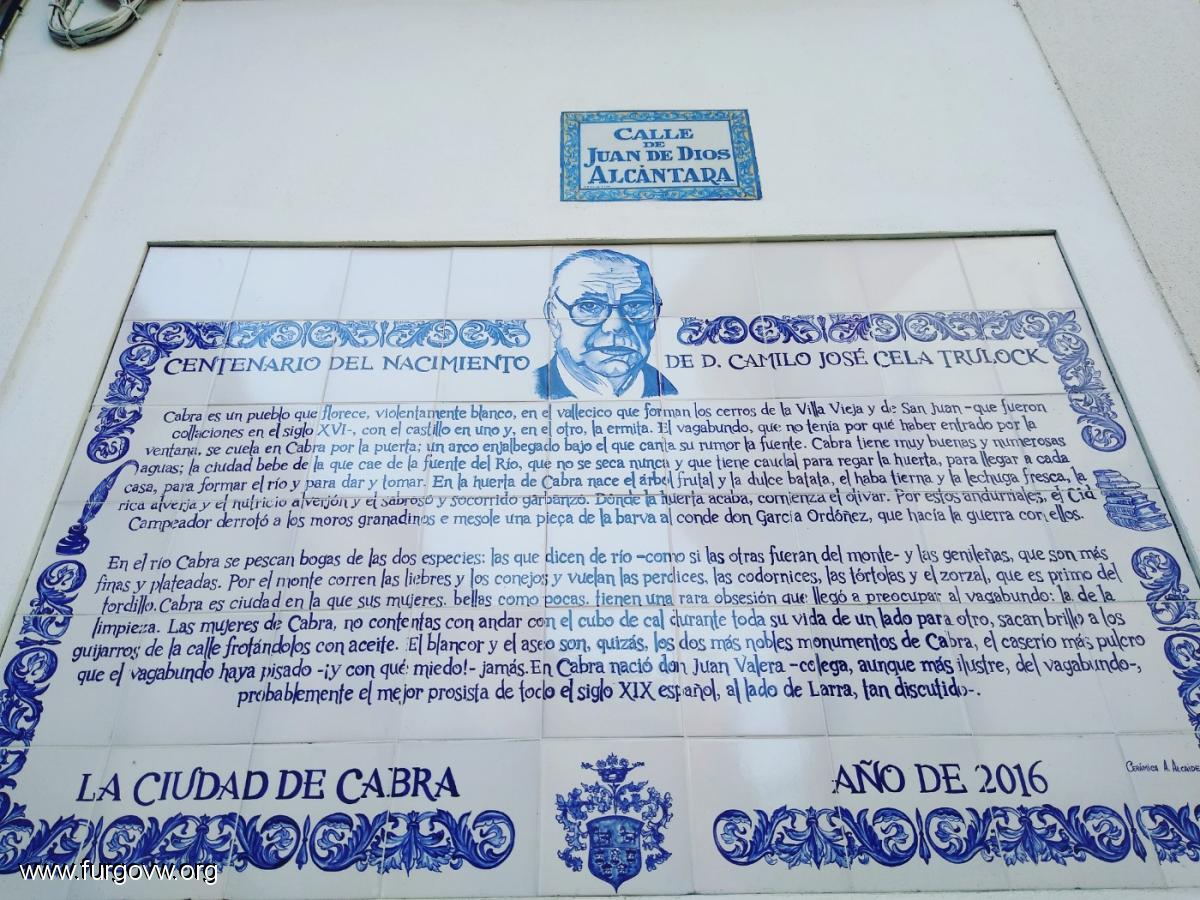 CALLE
DE
JUAN DE DIOS
ALCÁNTARA
CENTENARIO DEL NACIMIENTO DE D. CAMILO JOSÉ CELA TRULOCK
Cabra es un pueblo que florece, violentamente blanco, en el vallecico que forman los cerros de la Villa Vieja y de San Juan -que fueron
collaciones en el siglo XVI-, con el castillo en uno y, en el otro, la ermita. El vagabundo, que no tenía por qué haber entrado por la
ventana, se cuela en Cabra por la puerta; un arco enjalbegado bajo el que canta su rumor la fuente. Cabra tiene muy buenas y numerosas
aguas; la ciudad bebe de la que cae de la fuente del Río, que no se seca nunca y que tiene caudal para regar la huerta, para llegar a cada
casa, para formar el río y para dar y tomar. En la huerta de Cabra nace el árbol frutal y la dulce batata, el haba tierna y la lechuga fresca, la
rica alverja y el nutricio alverjón y el sabroso y socorrido garbanzo. Donde la huerta acaba, comienza el olivar. Por estos andurriales, el Cid
Campeador derrotó a los moros granadinos e mesole una pieça de la barva al conde don García Ordóñez, que hacía la guerra con ellos.
En el río Cabra se pescan bogas de las dos especies: las que dicen de río -como si las otras fueran del monte- y las genileñas, que son más
finas y plateadas. Por el monte corren las liebres y los conejos y vuelan las perdices, las codornices, las tórtolas y el zorzal, que es primo del
tordillo. Cabra es ciudad en la que sus mujeres, bellas como pocas, tienen una rara obsesión que llegó a preocupar al vagabundo: la de la
limpieza. Las mujeres de Cabra, no contentas con andar con el cubo de cal durante toda su vida de un lado para otro, sacan brillo a los
guijarros de la calle frotándolos con aceite. El blancor y el aseo son, quizás, los dos más nobles monumentos de Cabra, el caserío más pulcro
que el vagabundo haya pisado -¡y con qué miedo!- jamás. En Cabra nació don Juan Valera -colega, aunque más ilustre, del vagabundo-,
probablemente el mejor prosista de todo el siglo XIX español, al lado de Larra, tan discutido-.
LA CIUDAD DE CABRA
AÑO DE 2016
CERÁMICA A. ALCAIDE
www.furgovw.org